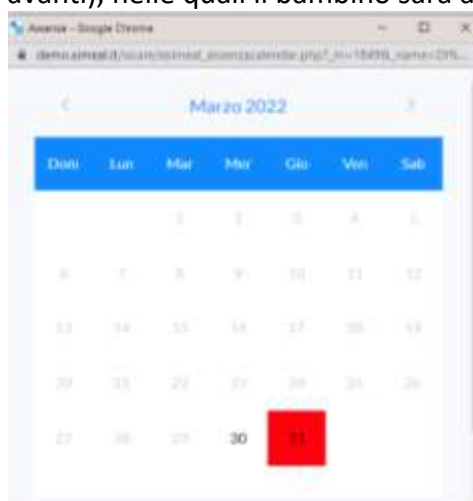 avanti), nelle quali il bambino sarà a
Assenza - Google Chrome
Marzo 2022
Dom Lun Mar Mer Gio Ven Sab
1 2 3 4 5
6 7 8 9 10 11 12
13 14 15 16 17 18 19
20 21 22 23 24 25 26
27 28 29 30 31